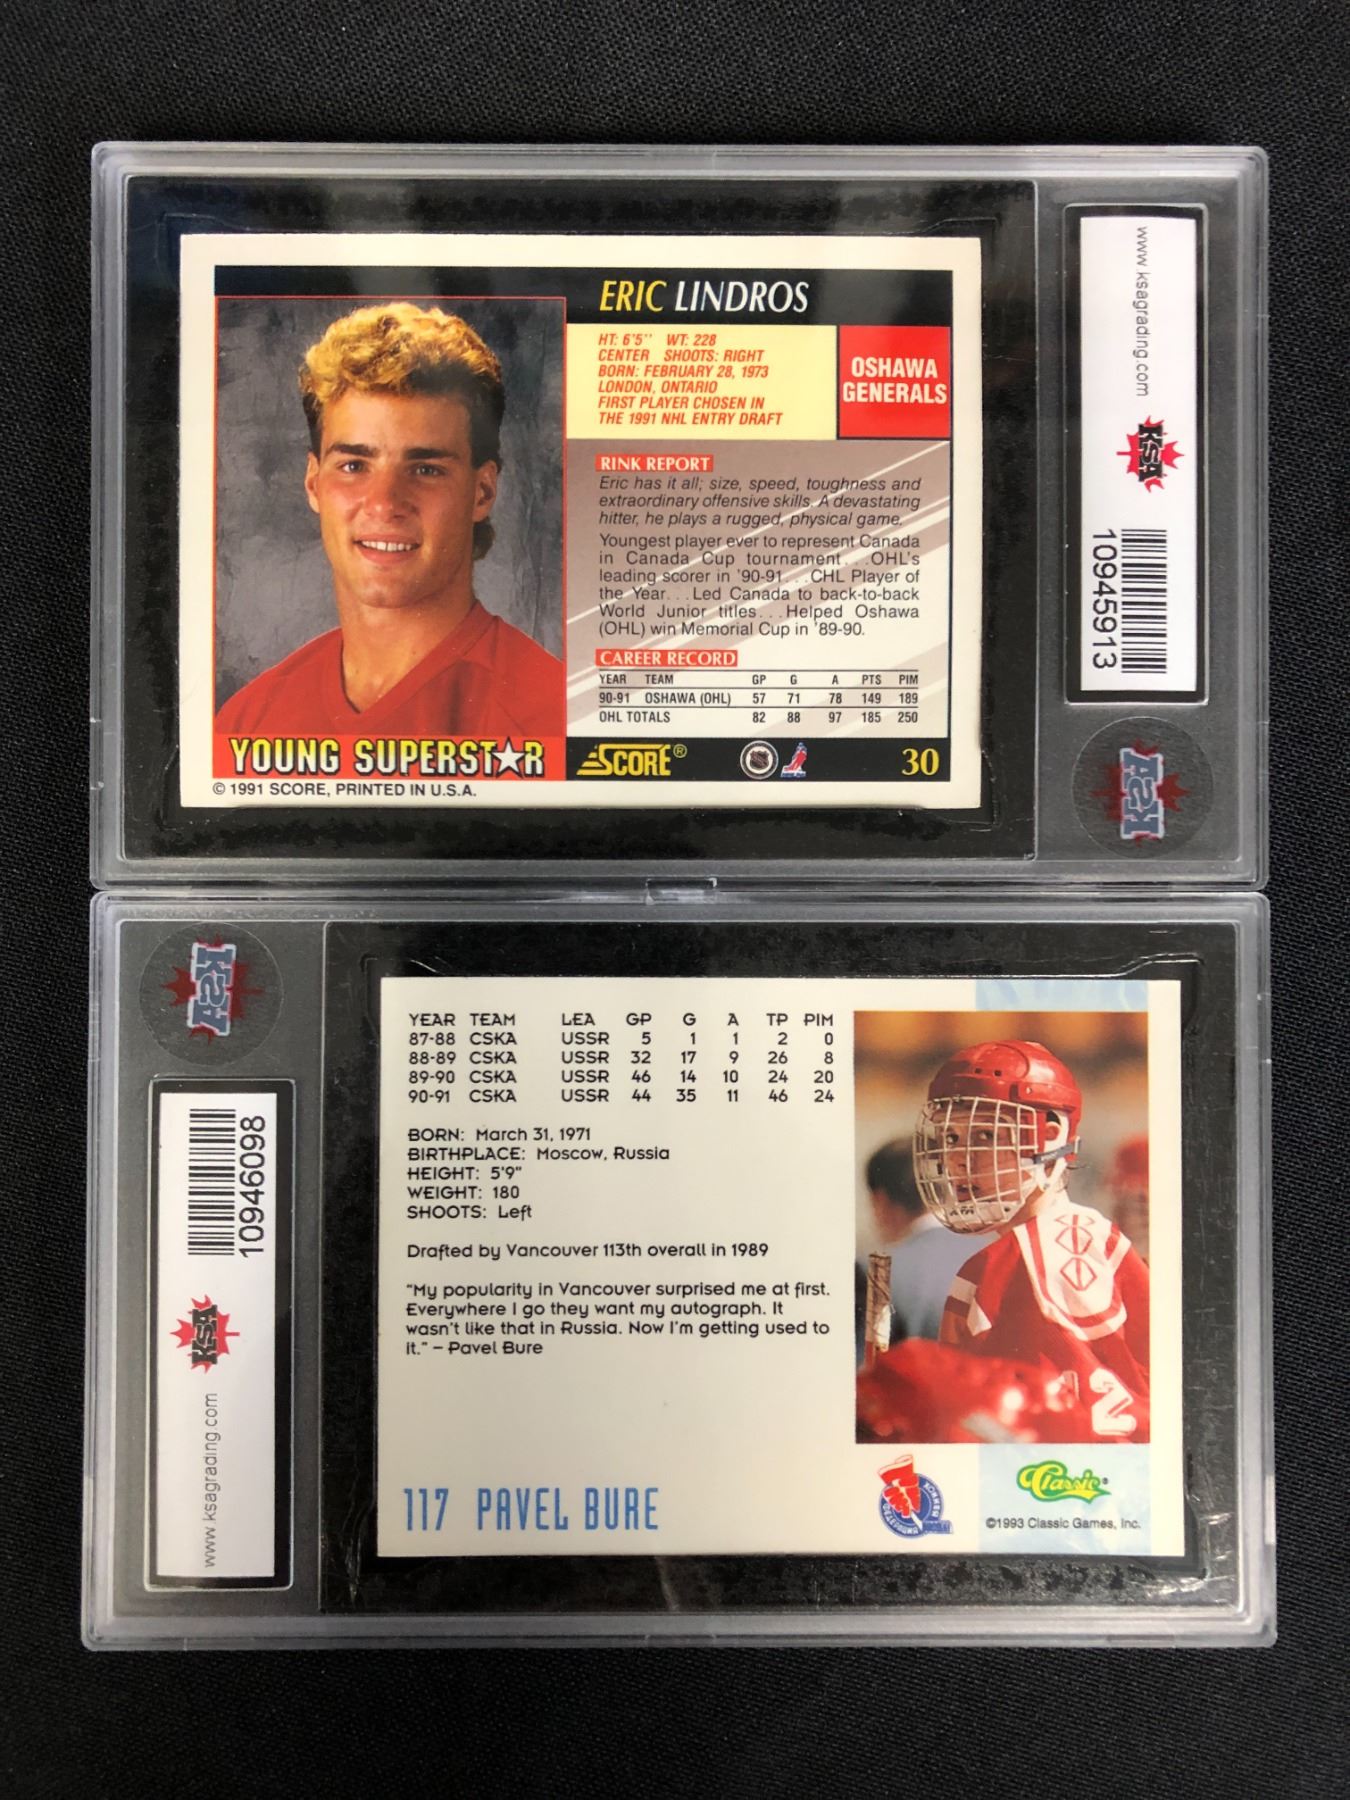 ERIC LINDROS
HT: 6'5" WT: 228
CENTER SHOOTS: RIGHT
BORN: FEBRUARY 28, 1973
LONDON, ONTARIO
FIRST PLAYER CHOSEN IN
THE 1991 NHL ENTRY DRAFT
OSHAWA
GENERALS
RINK REPORT
Eric has it all; size, speed, toughness and
extraordinary offensive skills. A devastating
hitter, he plays a rugged, physical game.
Youngest player ever to represent Canada
in Canada Cup tournament...OHL's
leading scorer in '90-91...CHL Player of
the Year...Led Canada to back-to-back
World Junior titles...Helped Oshawa
(OHL) win Memorial Cup in '89-90.
CAREER RECORD
YEAR TEAM GP G A PTS PIM
90-91 OSHAWA (OHL) 57 71 78 149 189
OHL TOTALS 82 88 97 185 250
YOUNG SUPERSTAR
SCORE®
30
© 1991 SCORE, PRINTED IN U.S.A.
www.ksagrading.com
KSA
10945913
KSA
KSA
10946098
KSA
www.ksagrading.com
YEAR TEAM LEA GP G A TP PIM
87-88 CSKA USSR 5 1 1 2 0
88-89 CSKA USSR 32 17 9 26 8
89-90 CSKA USSR 46 14 10 24 20
90-91 CSKA USSR 44 35 11 46 24
BORN: March 31, 1971
BIRTHPLACE: Moscow, Russia
HEIGHT: 5'9"
WEIGHT: 180
SHOOTS: Left
Drafted by Vancouver 113th overall in 1989
"My popularity in Vancouver surprised me at first.
Everywhere I go they want my autograph. It
wasn't like that in Russia. Now I'm getting used to
it." – Pavel Bure
117 PAVEL BURE
2
Classic®
©1993 Classic Games, Inc.